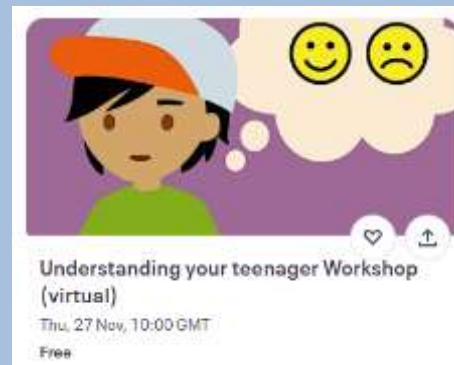 Understanding your teenager Workshop
(virtual)
Thu, 27 Nov, 10:00 GMT
Free